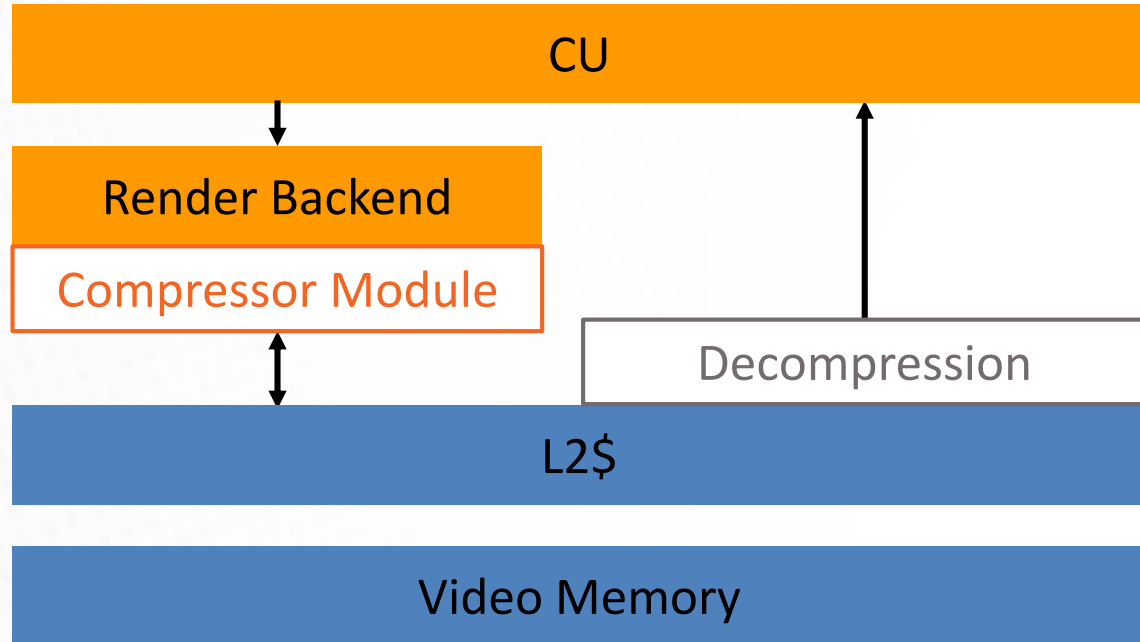 CU
Render Backend
Compressor Module
Decompression
L2$
Video Memory